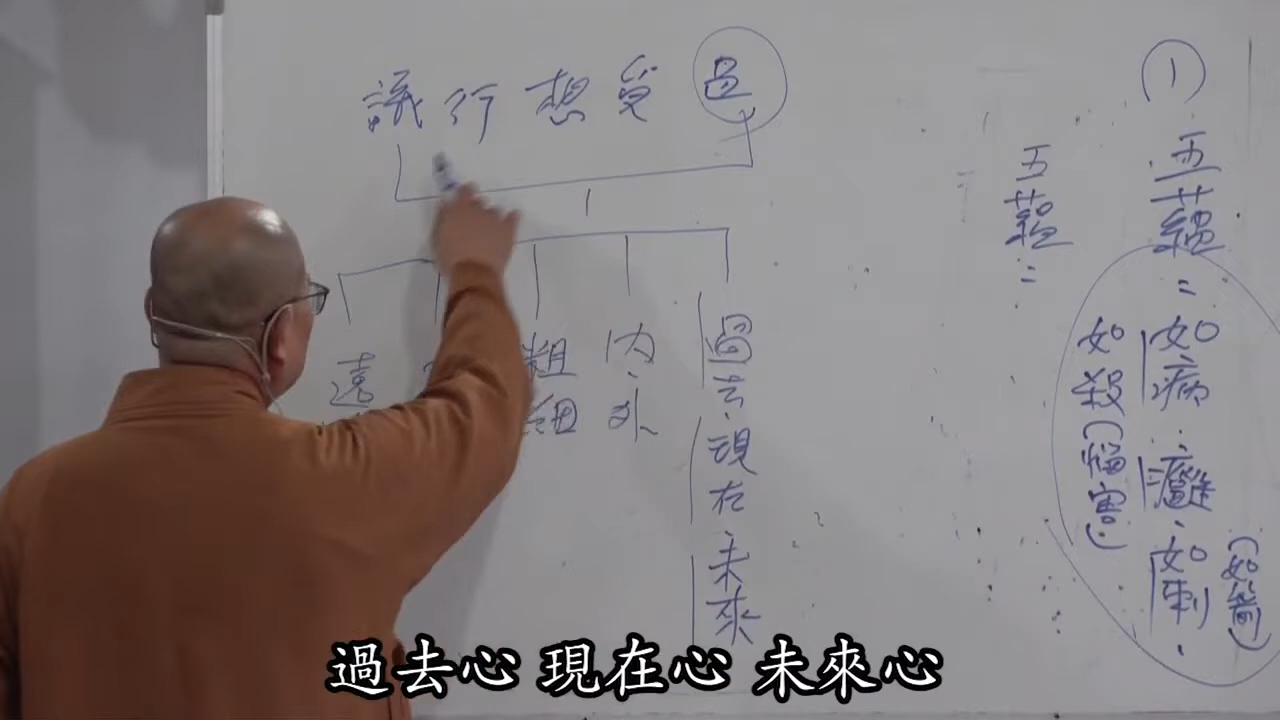 ①
五蘊=如病.癰.如刺.
(如箭)
如殺(惱害)
五蘊=
色受想行識
過去.現在.未來
內.外
粗細
遠
過去心 現在心 未來心